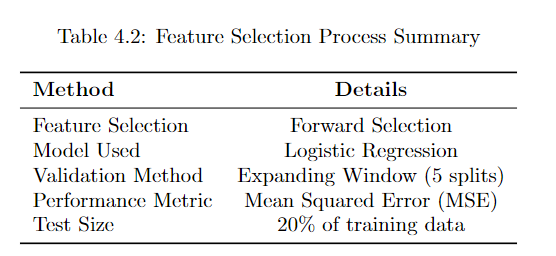 Table 4.2: Feature Selection Process Summary
Method Details
Feature Selection Forward Selection
Model Used Logistic Regression
Validation Method Expanding Window (5 splits)
Performance Metric Mean Squared Error (MSE)
Test Size 20% of training data